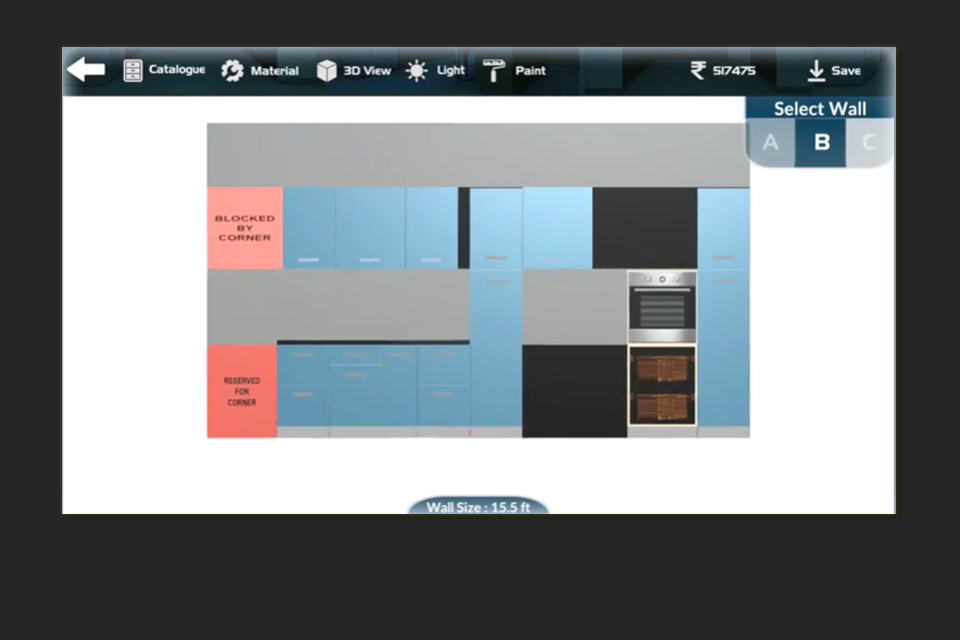 Catalogue
Material
3D View
Light
Paint
₹ 517475
Save
Select Wall
A B C
BLOCKED
BY
CORNER
RESERVED
FOR
CORNER
Wall Size : 15.5 ft